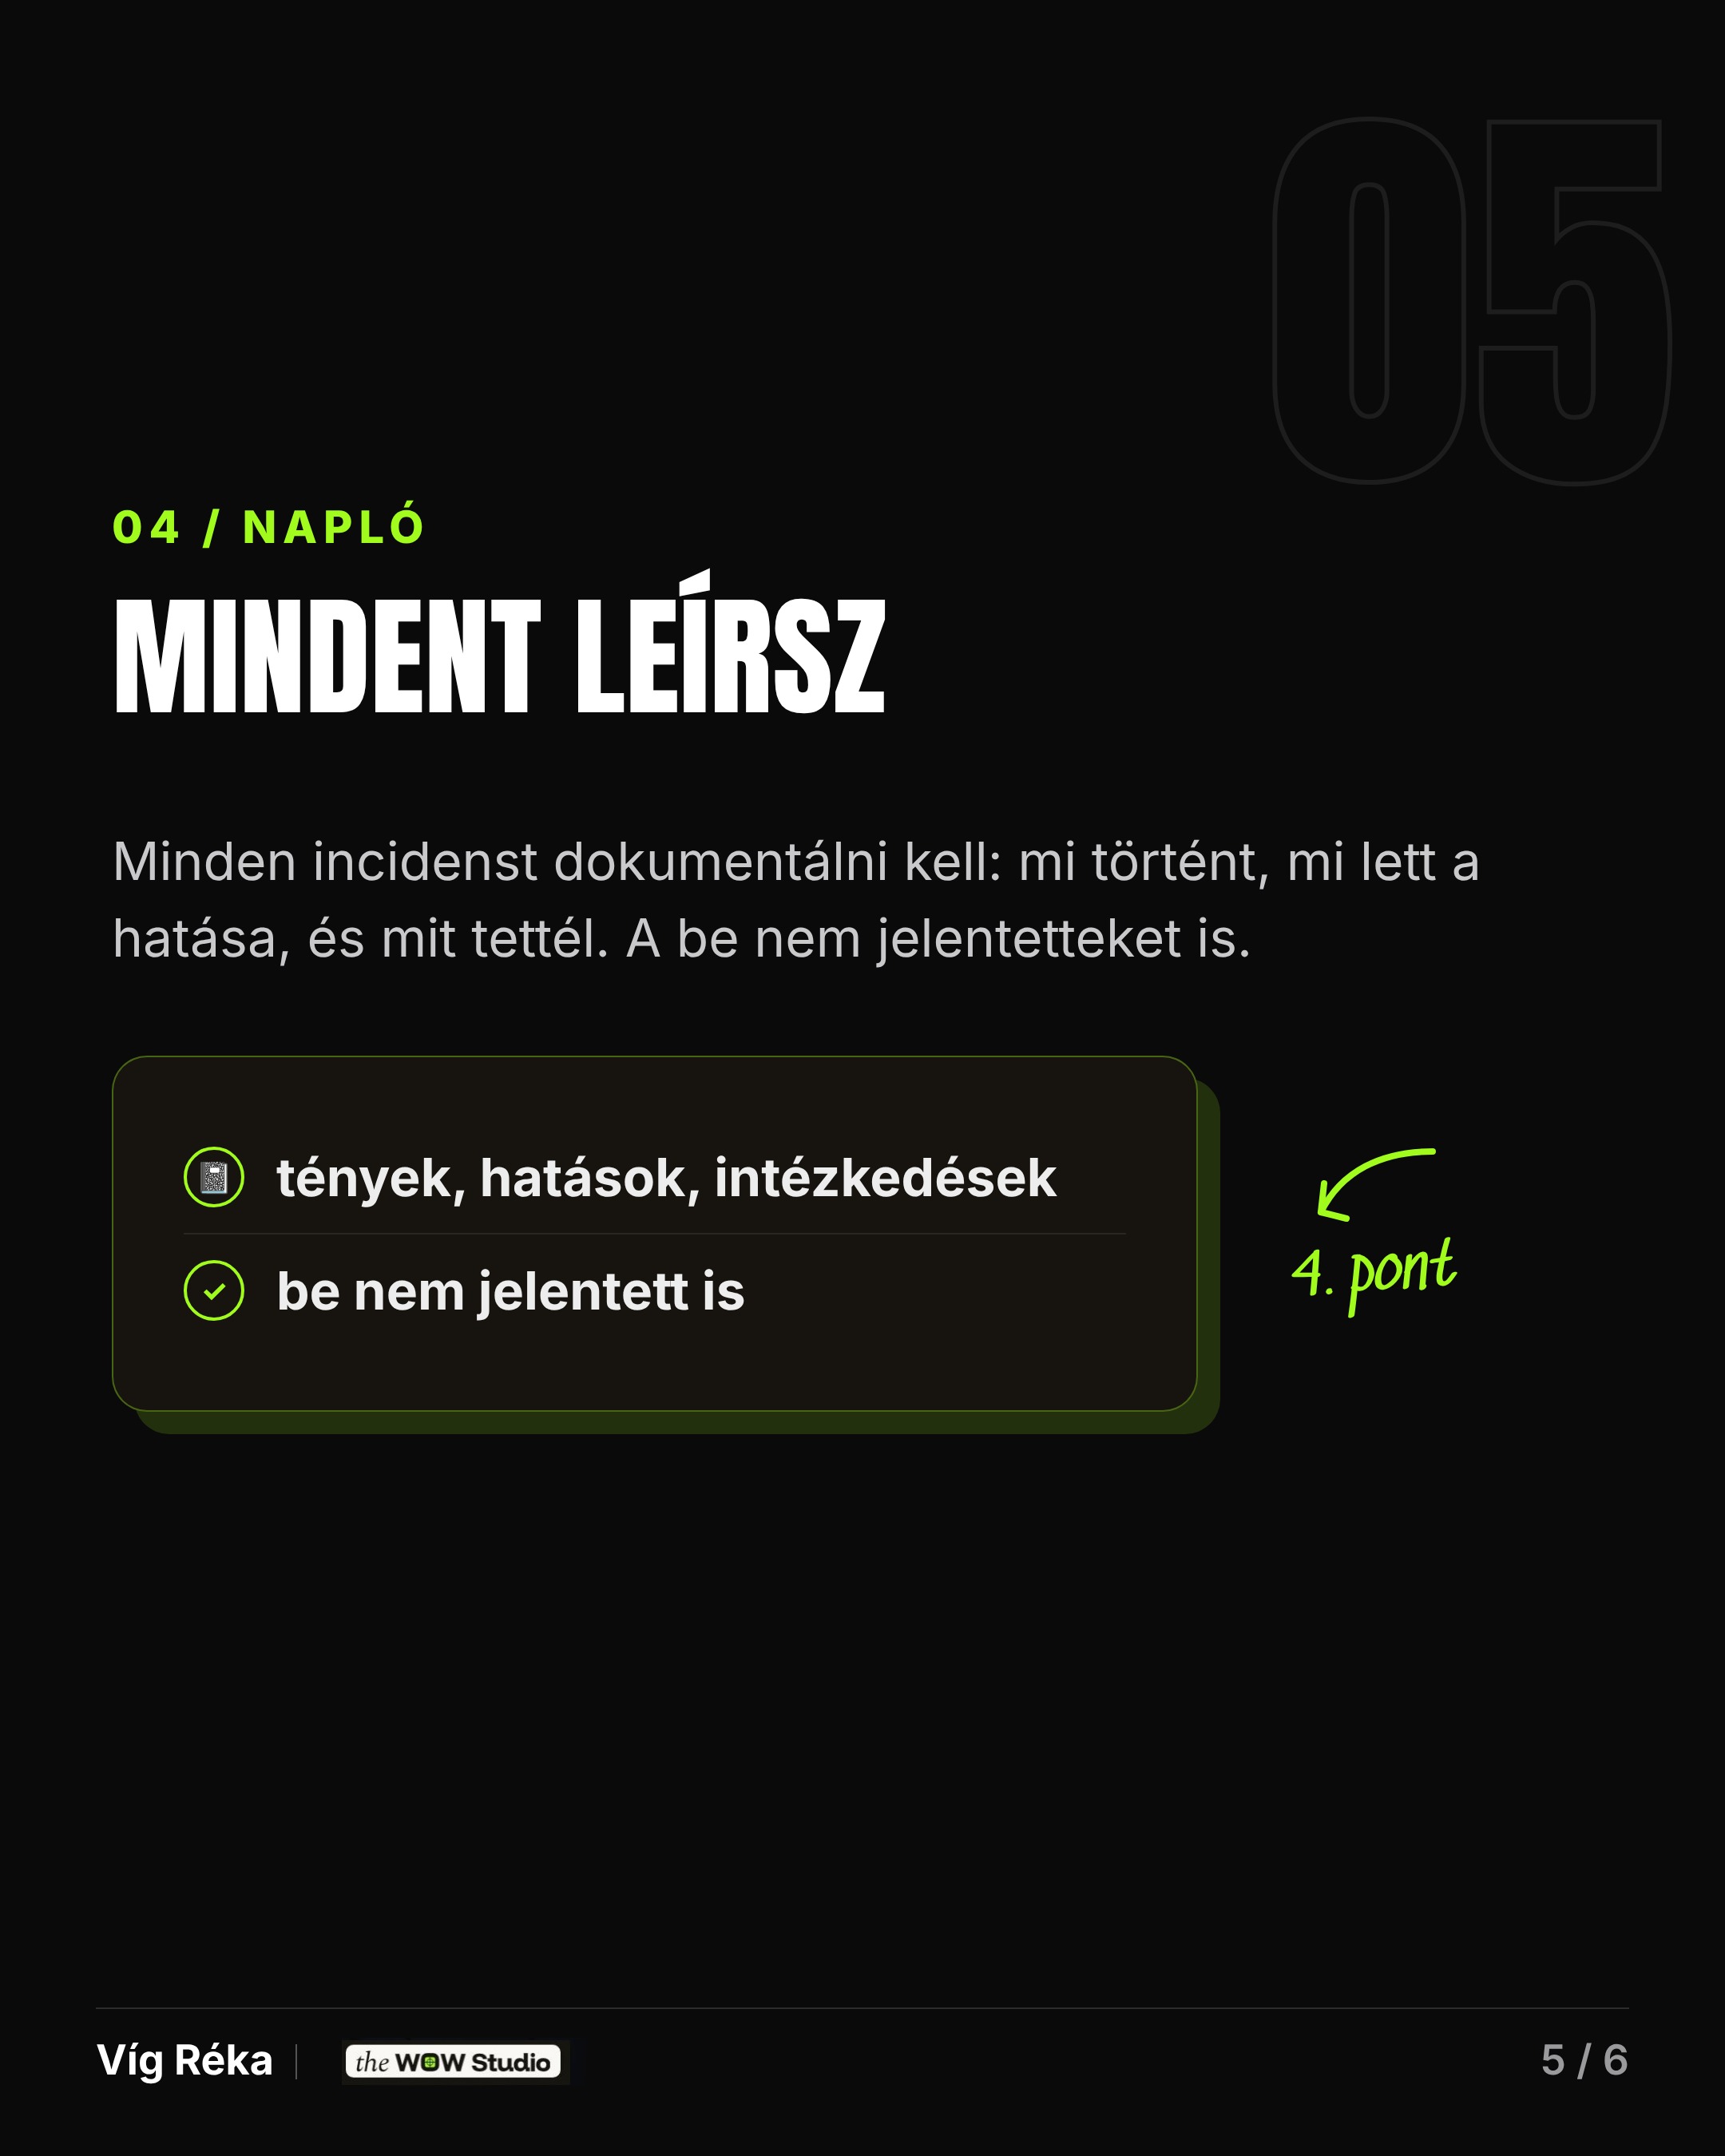 05
04 / NAPLÓ
MINDENT LEÍRSZ
Minden incidenst dokumentálni kell: mi történt, mi lett a
hatása, és mit tettél. A be nem jelentetteket is.
tények, hatások, intézkedések
be nem jelentett is
4. pont
Víg Réka
the WOW Studio
5 / 6